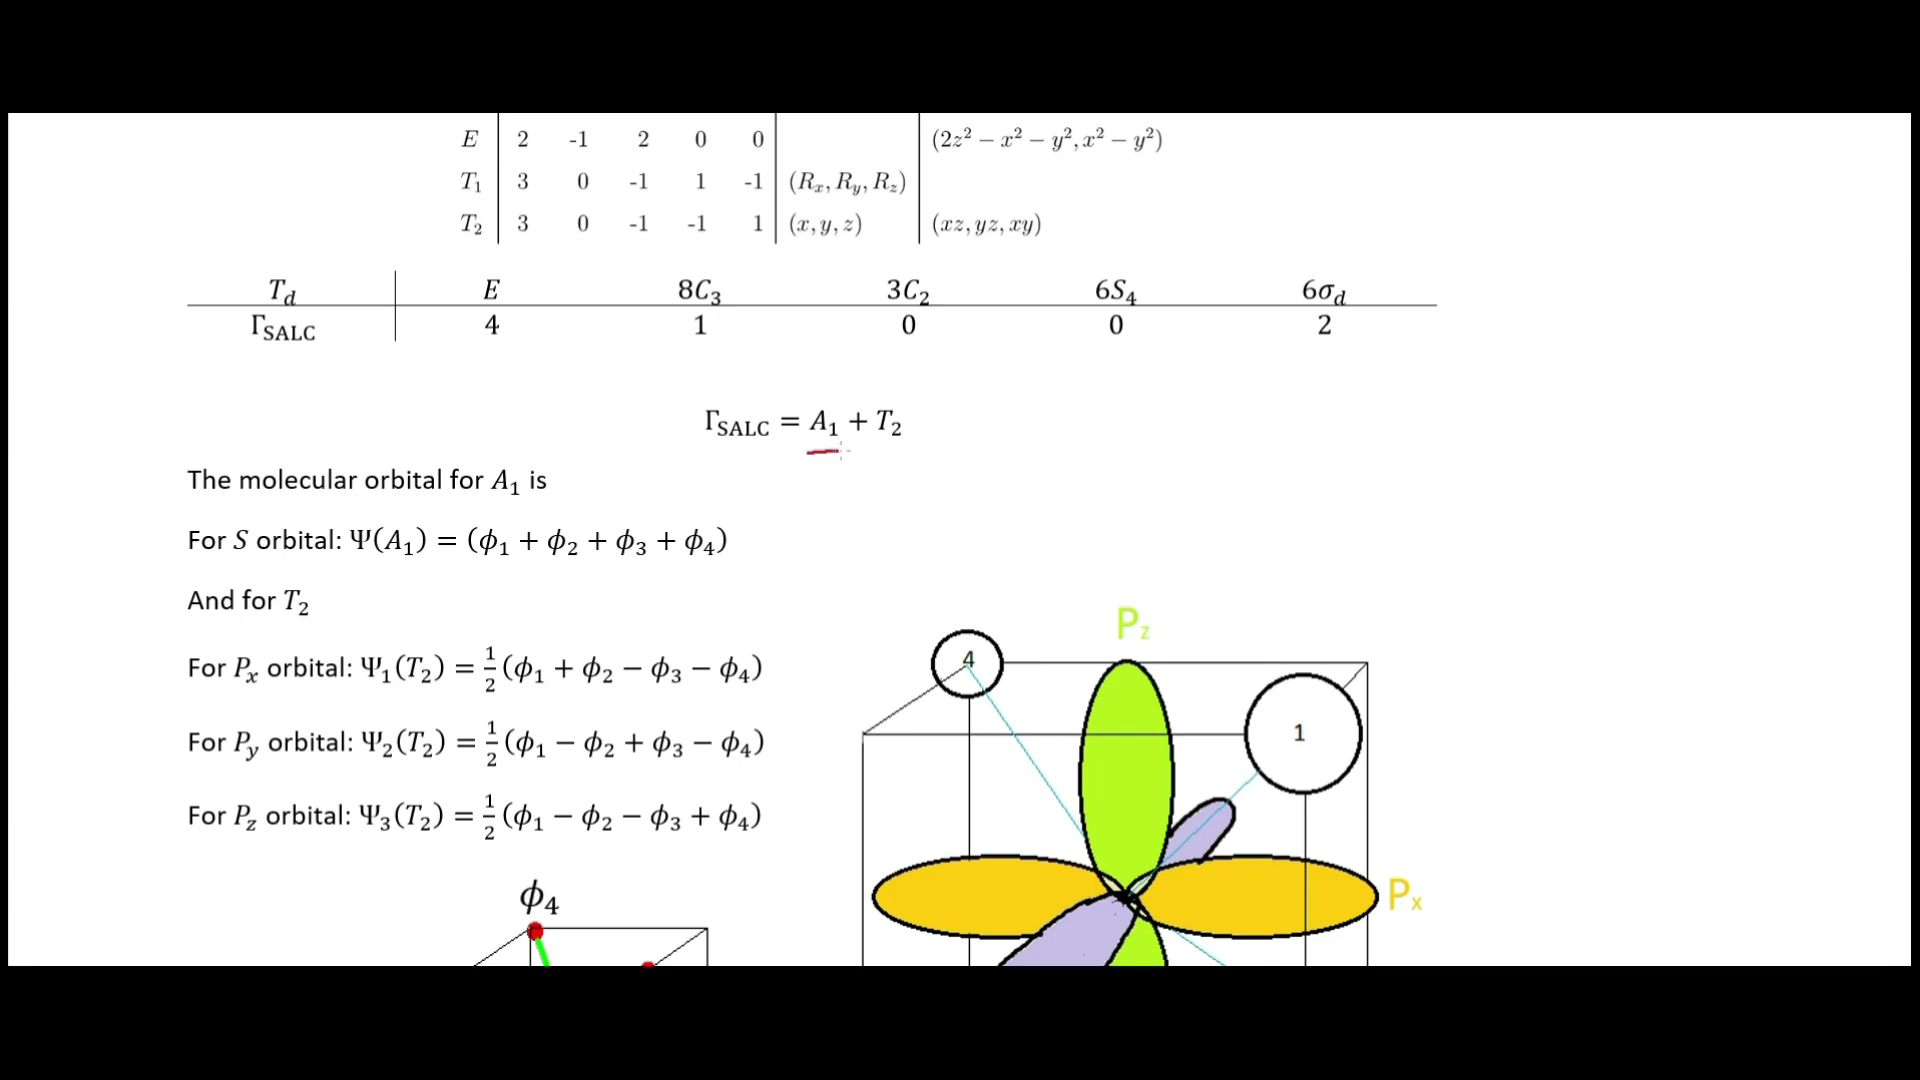 E 2 -1 2 0 0 (2z² − x² − y², x² − y²)
T₁ 3 0 -1 1 -1 (Rₓ, Rᵧ, R_z)
T₂ 3 0 -1 -1 1 (x, y, z) (xz, yz, xy)
T_d E 8C₃ 3C₂ 6S₄ 6σ_d
Γ_SALC 4 1 0 0 2
Γ_SALC = A₁ + T₂
The molecular orbital for A₁ is
For S orbital: Ψ(A₁) = (ϕ₁ + ϕ₂ + ϕ₃ + ϕ₄)
And for T₂
For Pₓ orbital: Ψ₁(T₂) = ½(ϕ₁ + ϕ₂ − ϕ₃ − ϕ₄)
For Pᵧ orbital: Ψ₂(T₂) = ½(ϕ₁ − ϕ₂ + ϕ₃ − ϕ₄)
For P_z orbital: Ψ₃(T₂) = ½(ϕ₁ − ϕ₂ − ϕ₃ + ϕ₄)
ϕ₄
P_z
4
1
Pₓ